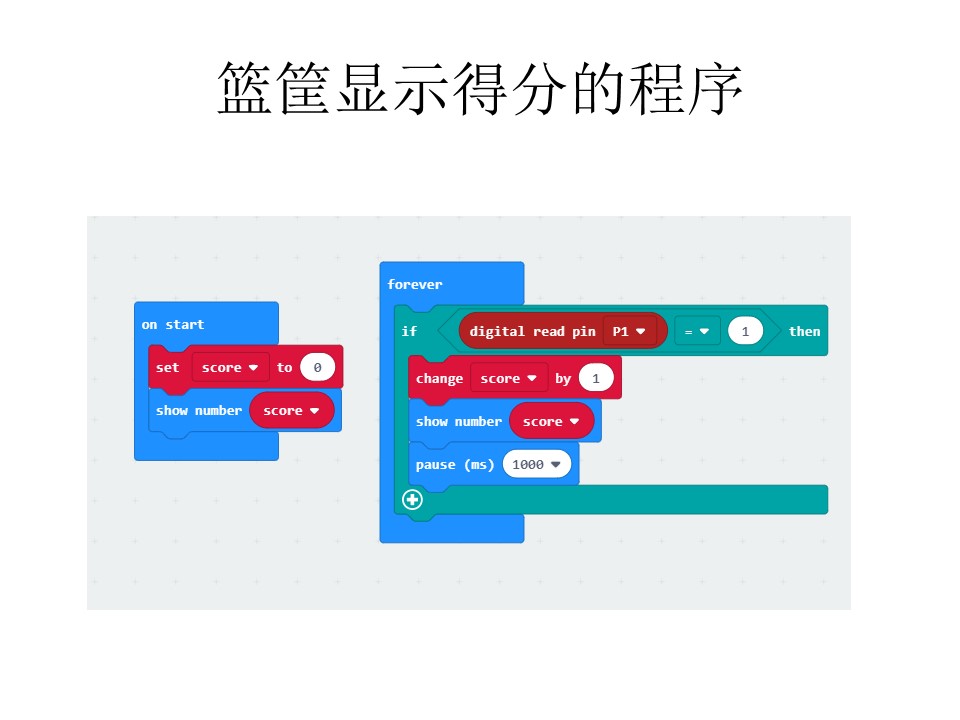 篮筐显示得分的程序
on start
set score to 0
show number score
forever
if digital read pin P1 = 1 then
change score by 1
show number score
pause (ms) 1000